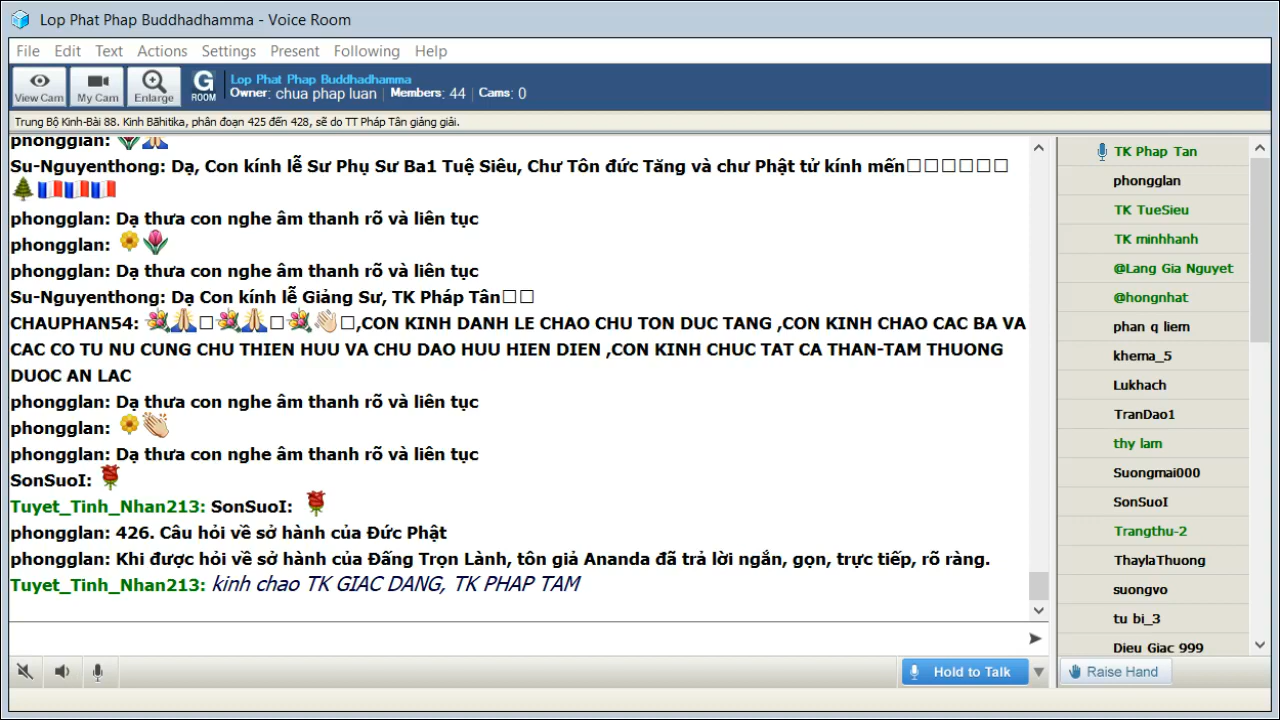 Lop Phat Phap Buddhadhamma - Voice Room
File Edit Text Actions Settings Present Following Help
View Cam My Cam Enlarge G ROOM Lop Phat Phap Buddhadhamma
Owner: chua phap luan | Members: 44 | Cams: 0
Trung Bộ Kinh-Bài 88. Kinh Bāhitika, phân đoạn 425 đến 428, sẽ do TT Pháp Tân giảng giải.
phongglan:
Su-Nguyenthong: Dạ, Con kính lễ Sư Phụ Sư Ba1 Tuệ Siêu, Chư Tôn đức Tăng và chư Phật tử kính mến
phongglan: Dạ thưa con nghe âm thanh rõ và liên tục
phongglan:
phongglan: Dạ thưa con nghe âm thanh rõ và liên tục
Su-Nguyenthong: Dạ Con kính lễ Giảng Sư, TK Pháp Tân
CHAUPHAN54: ,CON KINH DANH LE CHAO CHU TON DUC TANG ,CON KINH CHAO CAC BA VA
CAC CO TU NU CUNG CHU THIEN HUU VA CHU DAO HUU HIEN DIEN ,CON KINH CHUC TAT CA THAN-TAM THUONG
DUOC AN LAC
phongglan: Dạ thưa con nghe âm thanh rõ và liên tục
phongglan:
phongglan: Dạ thưa con nghe âm thanh rõ và liên tục
SonSuoI:
Tuyet_Tinh_Nhan213: SonSuoI:
phongglan: 426. Câu hỏi về sở hành của Đức Phật
phongglan: Khi được hỏi về sở hành của Đấng Trọn Lành, tôn giả Ananda đã trả lời ngắn, gọn, trực tiếp, rõ ràng.
Tuyet_Tinh_Nhan213: kinh chao TK GIAC DANG, TK PHAP TAM
TK Phap Tan
phongglan
TK TueSieu
TK minhhanh
@Lang Gia Nguyet
@hongnhat
phan q liem
khema_5
Lukhach
TranDao1
thy lam
Suongmai000
SonSuoI
Trangthu-2
ThaylaThuong
suongvo
tu bi_3
Dieu Giac 999
Hold to Talk
Raise Hand